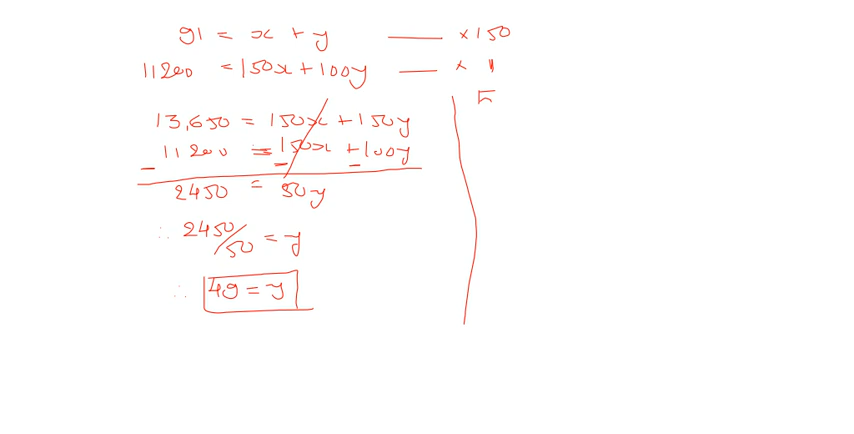 91 = x + y —— × 150
11200 = 150x + 100y —— × 1
13,650 = 150x + 150y
- 11200 = 150x + 100y
- -
2450 = 50y
∴ 2450/50 = y
∴ 49 = y